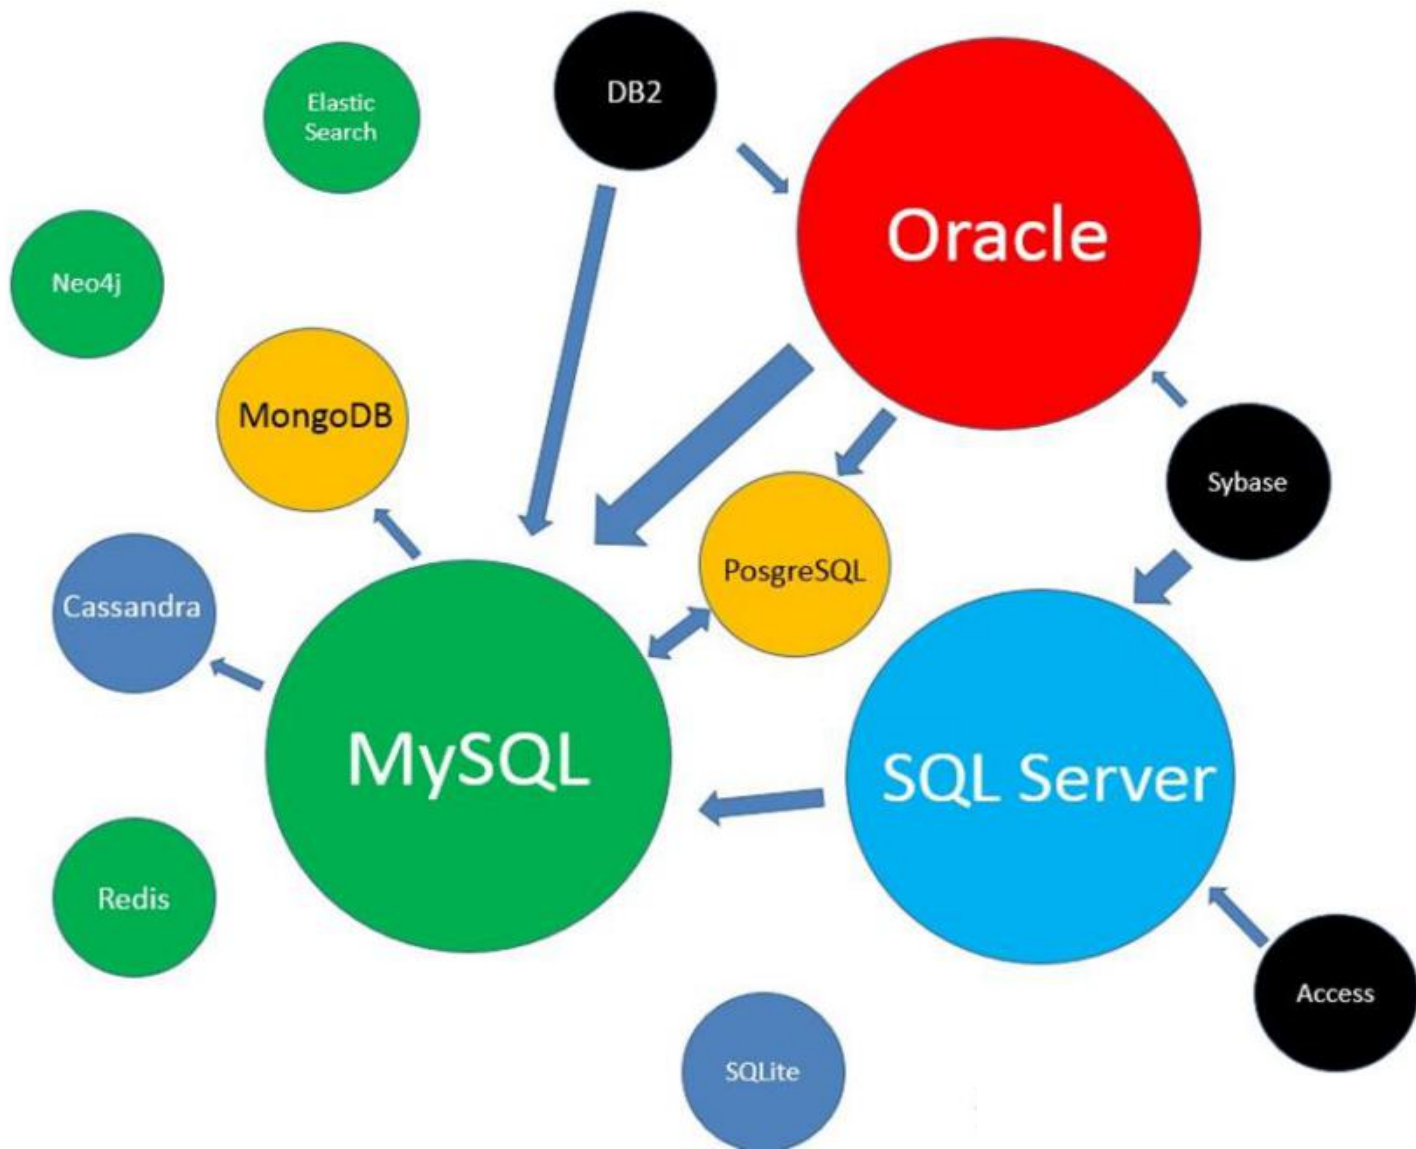 DB2
Elastic
Search
Oracle
Neo4j
MongoDB
Sybase
PosgreSQL
Cassandra
MySQL
SQL Server
Redis
Access
SQLite